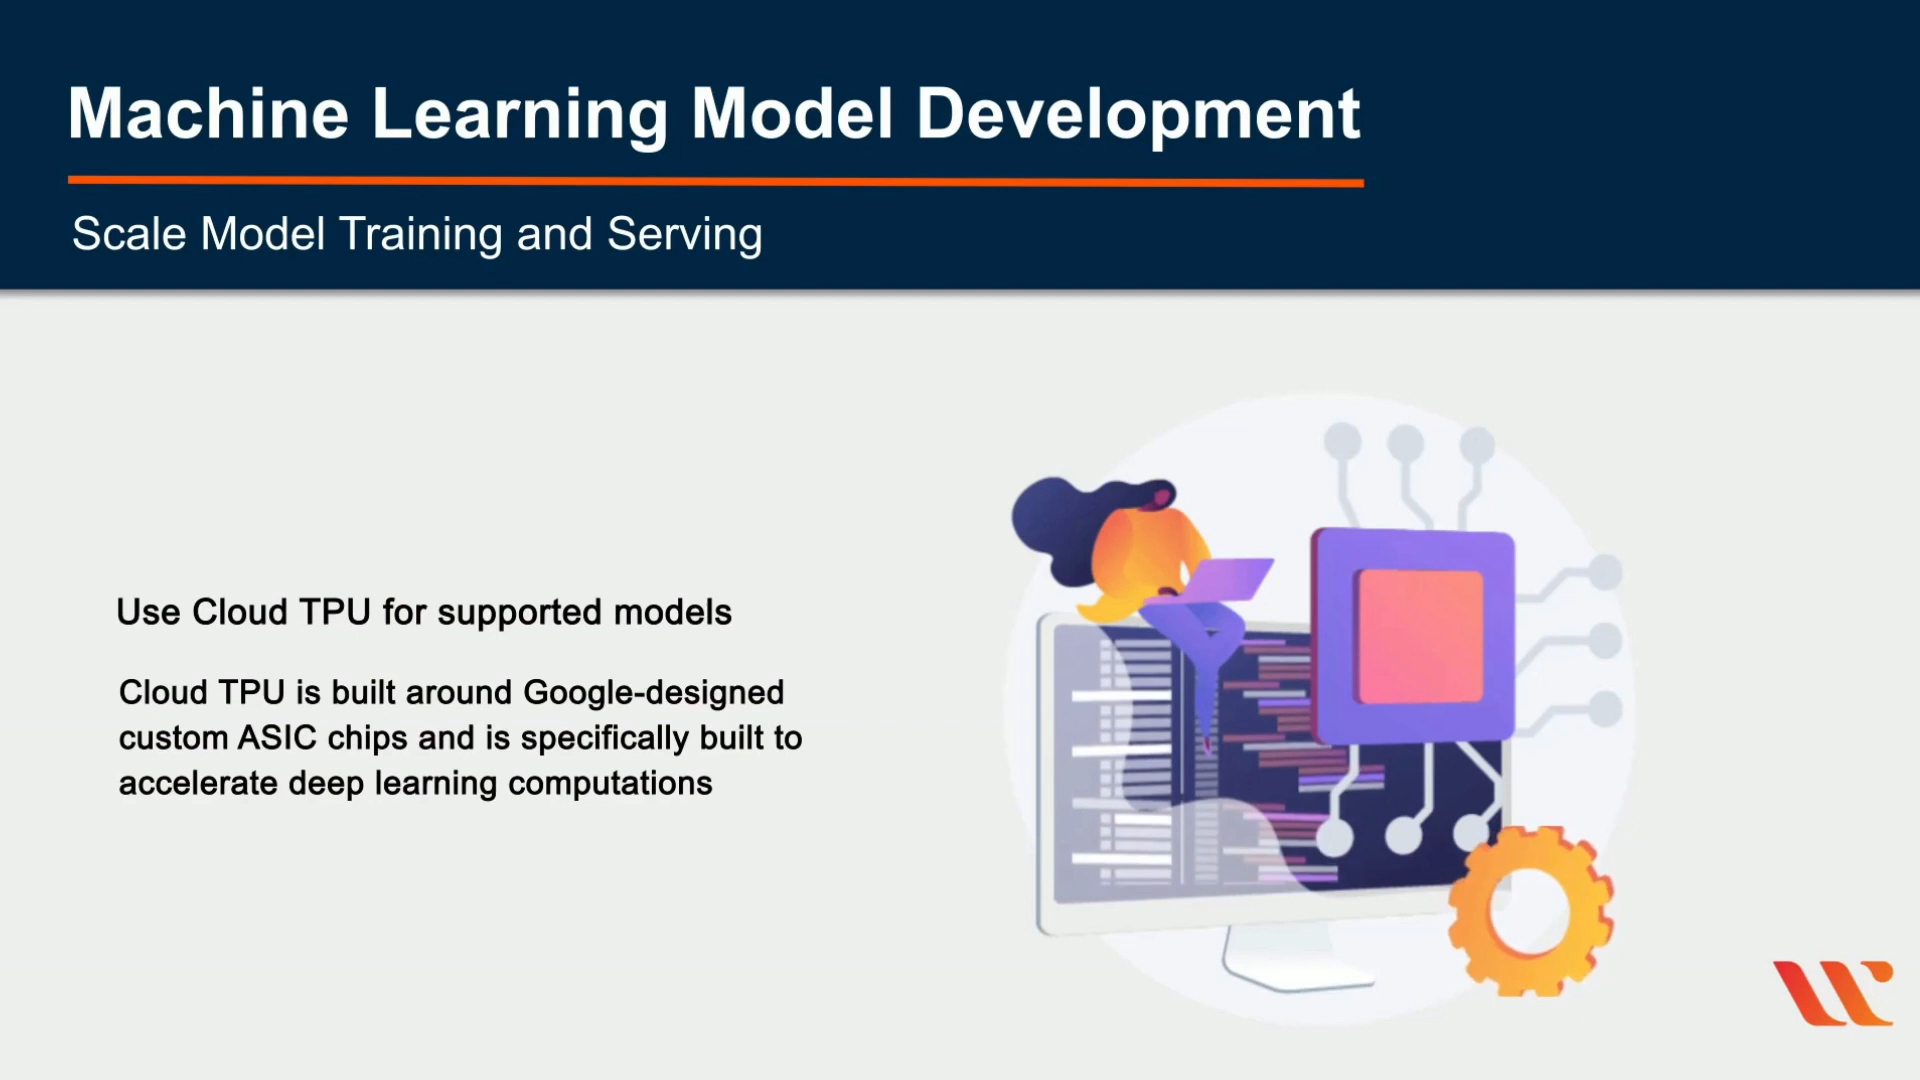 Machine Learning Model Development
Scale Model Training and Serving
Use Cloud TPU for supported models
Cloud TPU is built around Google-designed
custom ASIC chips and is specifically built to
accelerate deep learning computations